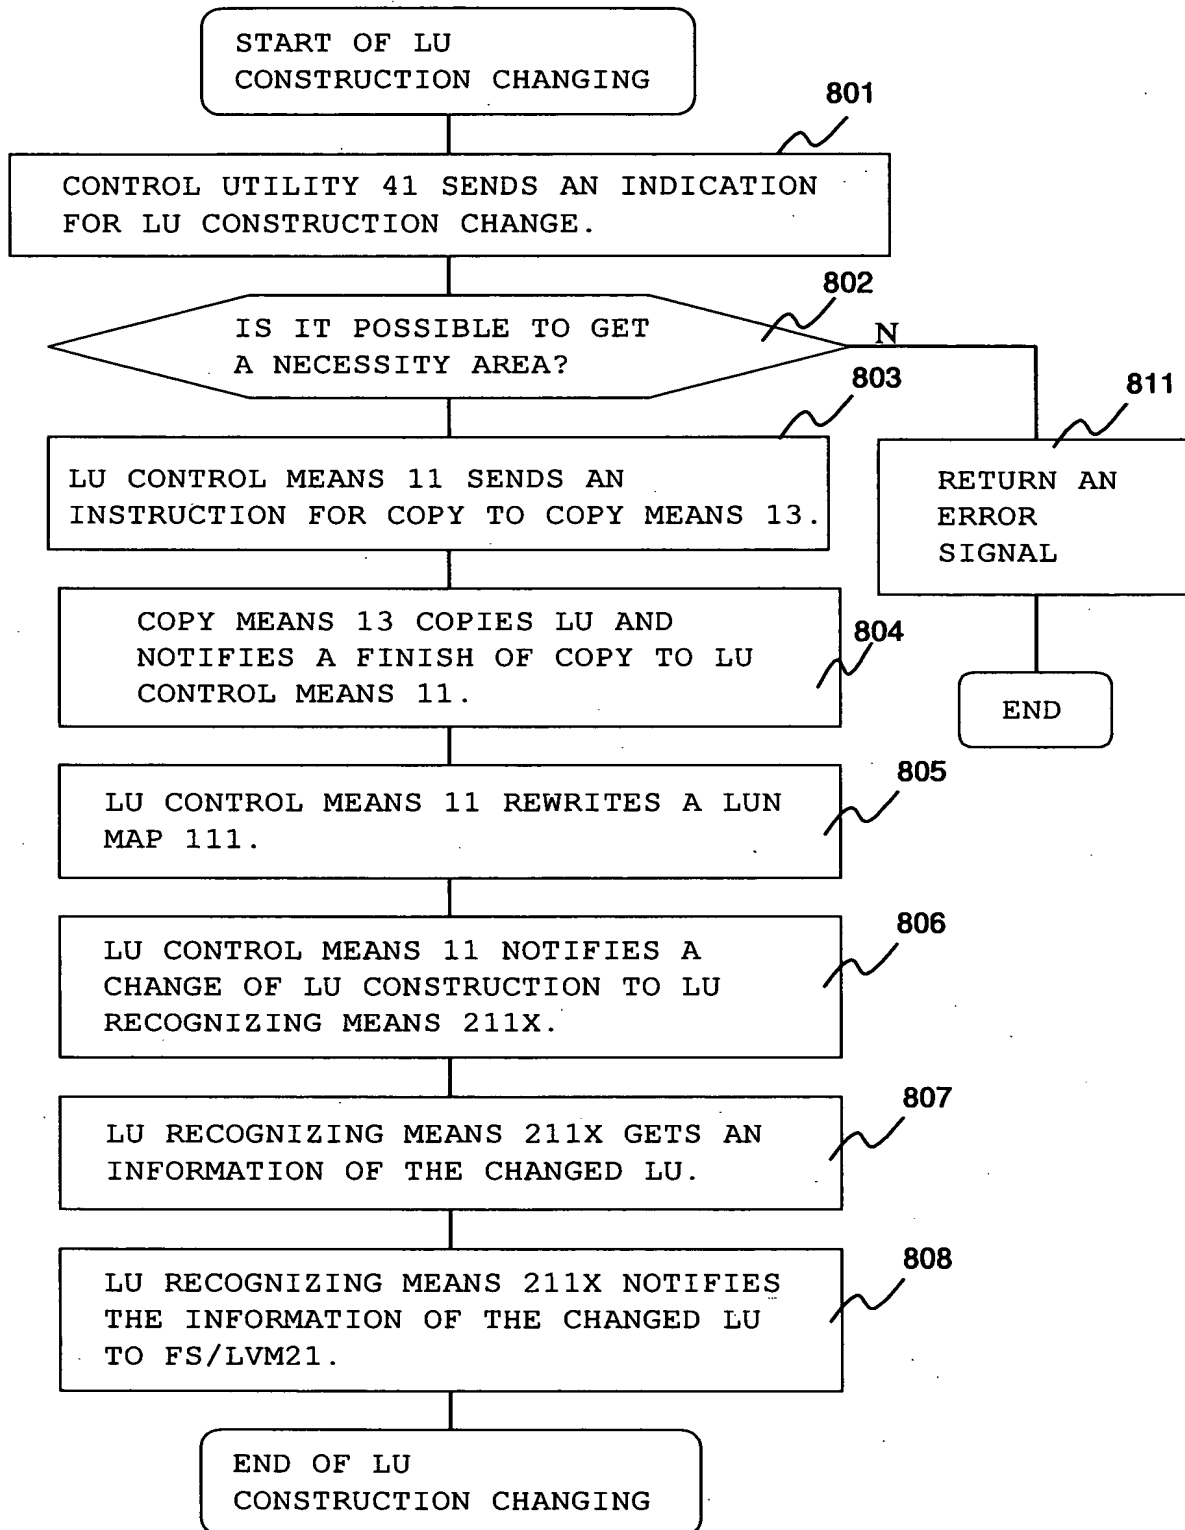 START OF LU
CONSTRUCTION CHANGING
801
CONTROL UTILITY 41 SENDS AN INDICATION
FOR LU CONSTRUCTION CHANGE.
802
IS IT POSSIBLE TO GET
A NECESSITY AREA?
N
803
LU CONTROL MEANS 11 SENDS AN
INSTRUCTION FOR COPY TO COPY MEANS 13.
811
RETURN AN
ERROR
SIGNAL
END
804
COPY MEANS 13 COPIES LU AND
NOTIFIES A FINISH OF COPY TO LU
CONTROL MEANS 11.
805
LU CONTROL MEANS 11 REWRITES A LUN
MAP 111.
806
LU CONTROL MEANS 11 NOTIFIES A
CHANGE OF LU CONSTRUCTION TO LU
RECOGNIZING MEANS 211X.
807
LU RECOGNIZING MEANS 211X GETS AN
INFORMATION OF THE CHANGED LU.
808
LU RECOGNIZING MEANS 211X NOTIFIES
THE INFORMATION OF THE CHANGED LU
TO FS/LVM21.
END OF LU
CONSTRUCTION CHANGING